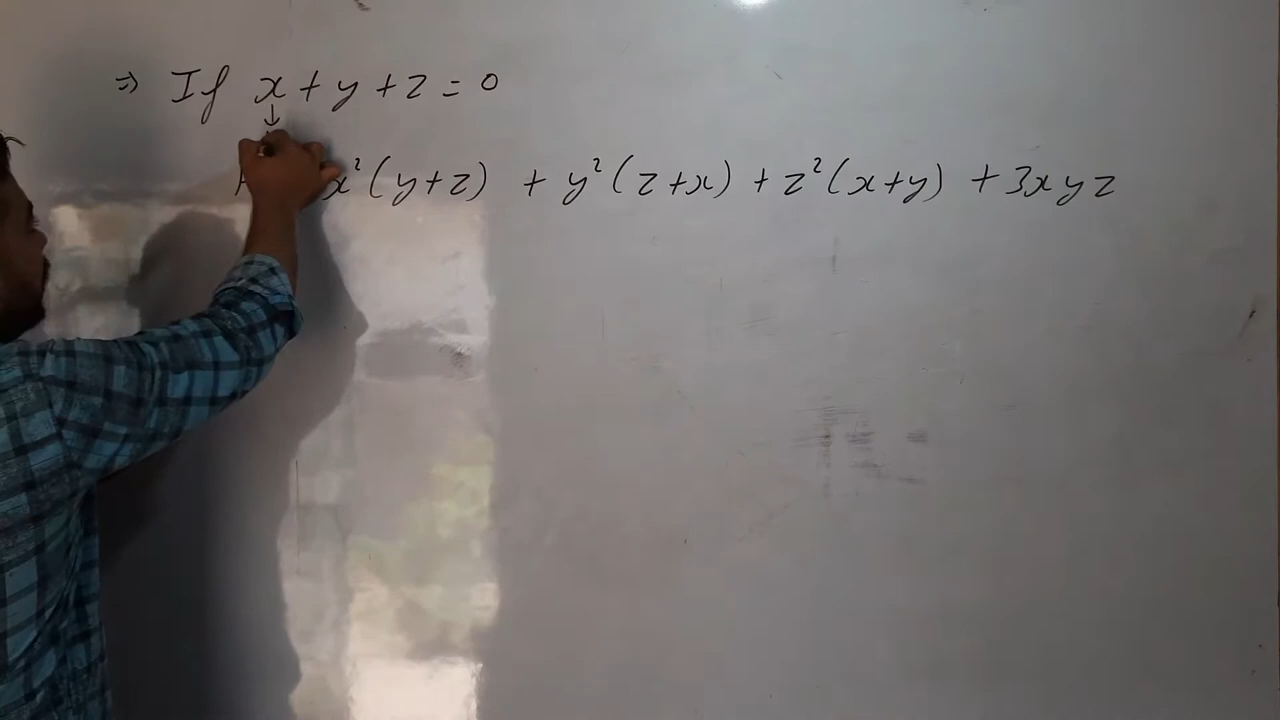 ⇒ If x + y + z = 0
↓
x²(y+z) + y²(z+x) + z²(x+y) + 3xyz